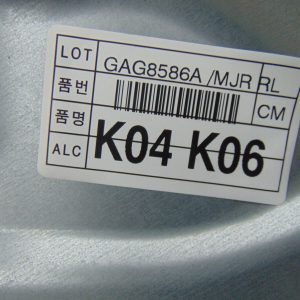 LOT GAG8586A /MJR RL
품번 CM
품명 K04 K06
ALC